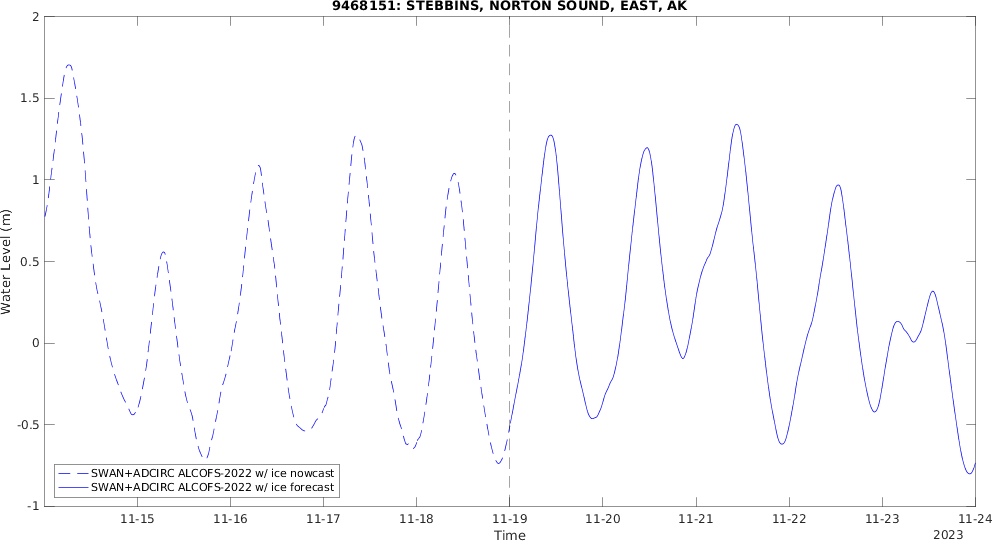 9468151: STEBBINS, NORTON SOUND, EAST, AK
2
1.5
1
0.5
0
-0.5
-1
Water Level (m)
SWAN+ADCIRC ALCOFS-2022 w/ ice nowcast
SWAN+ADCIRC ALCOFS-2022 w/ ice forecast
11-15 11-16 11-17 11-18 11-19 11-20 11-21 11-22 11-23 11-24
Time
2023